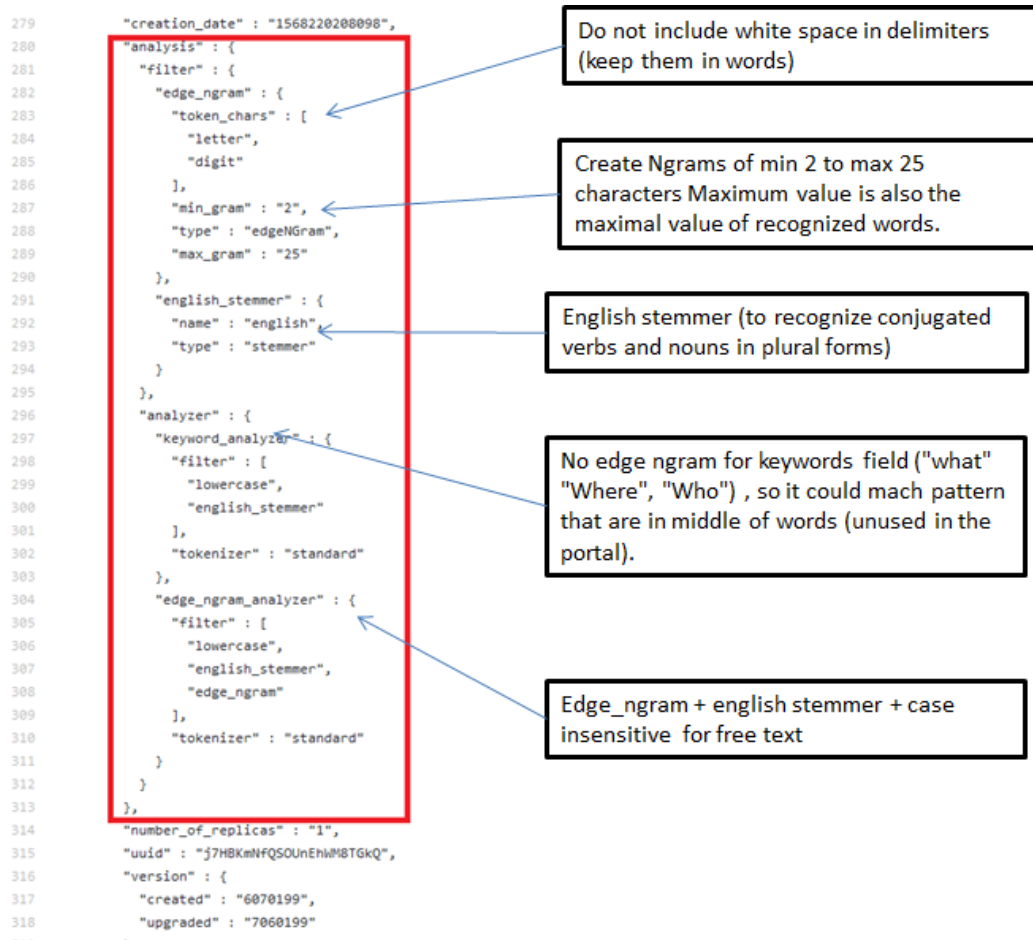 279 "creation_date" : "1568220208098",
280 "analysis" : {
281 "filter" : {
282 "edge_ngram" : {
283 "token_chars" : [
284 "letter",
285 "digit"
286 ],
287 "min_gram" : "2",
288 "type" : "edgeNGram",
289 "max_gram" : "25"
290 },
291 "english_stemmer" : {
292 "name" : "english",
293 "type" : "stemmer"
294 }
295 },
296 "analyzer" : {
297 "keyword_analyzer" : {
298 "filter" : [
299 "lowercase",
300 "english_stemmer"
301 ],
302 "tokenizer" : "standard"
303 },
304 "edge_ngram_analyzer" : {
305 "filter" : [
306 "lowercase",
307 "english_stemmer",
308 "edge_ngram"
309 ],
310 "tokenizer" : "standard"
311 }
312 }
313 },
314 "number_of_replicas" : "1",
315 "uuid" : "j7HBKmNfQSOUnEhWM8TGkQ",
316 "version" : {
317 "created" : "6070199",
318 "upgraded" : "7060199"
Do not include white space in delimiters
(keep them in words)
Create Ngrams of min 2 to max 25
characters Maximum value is also the
maximal value of recognized words.
English stemmer (to recognize conjugated
verbs and nouns in plural forms)
No edge ngram for keywords field ("what"
"Where", "Who") , so it could mach pattern
that are in middle of words (unused in the
portal).
Edge_ngram + english stemmer + case
insensitive for free text